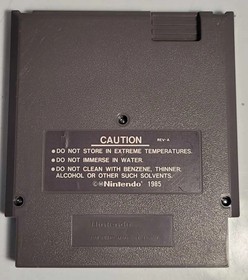 CAUTION REV-A
• DO NOT STORE IN EXTREME TEMPERATURES.
• DO NOT IMMERSE IN WATER.
• DO NOT CLEAN WITH BENZENE, THINNER,
ALCOHOL OR OTHER SUCH SOLVENTS.
©Nintendo 1985
Nintendo